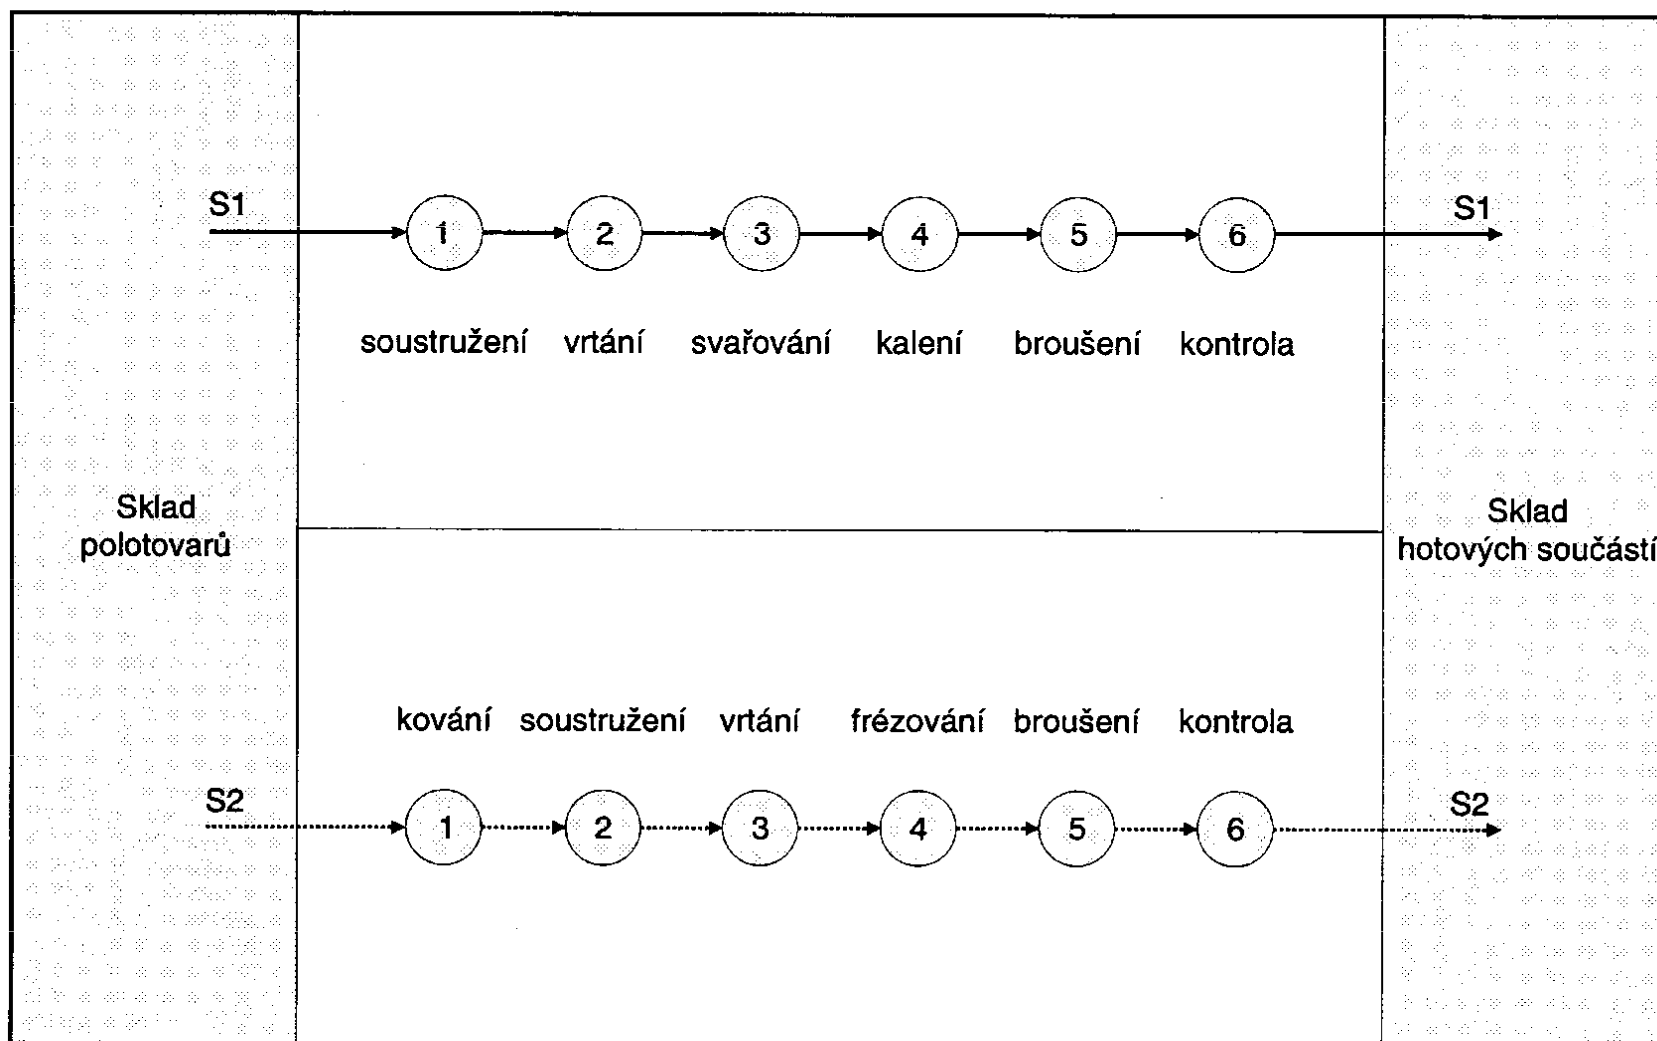 S1
1 2 3 4 5 6
S1
soustružení vrtání svařování kalení broušení kontrola
Sklad
polotovarů
Sklad
hotových součástí
kování soustružení vrtání frézování broušení kontrola
S2
1 2 3 4 5 6
S2